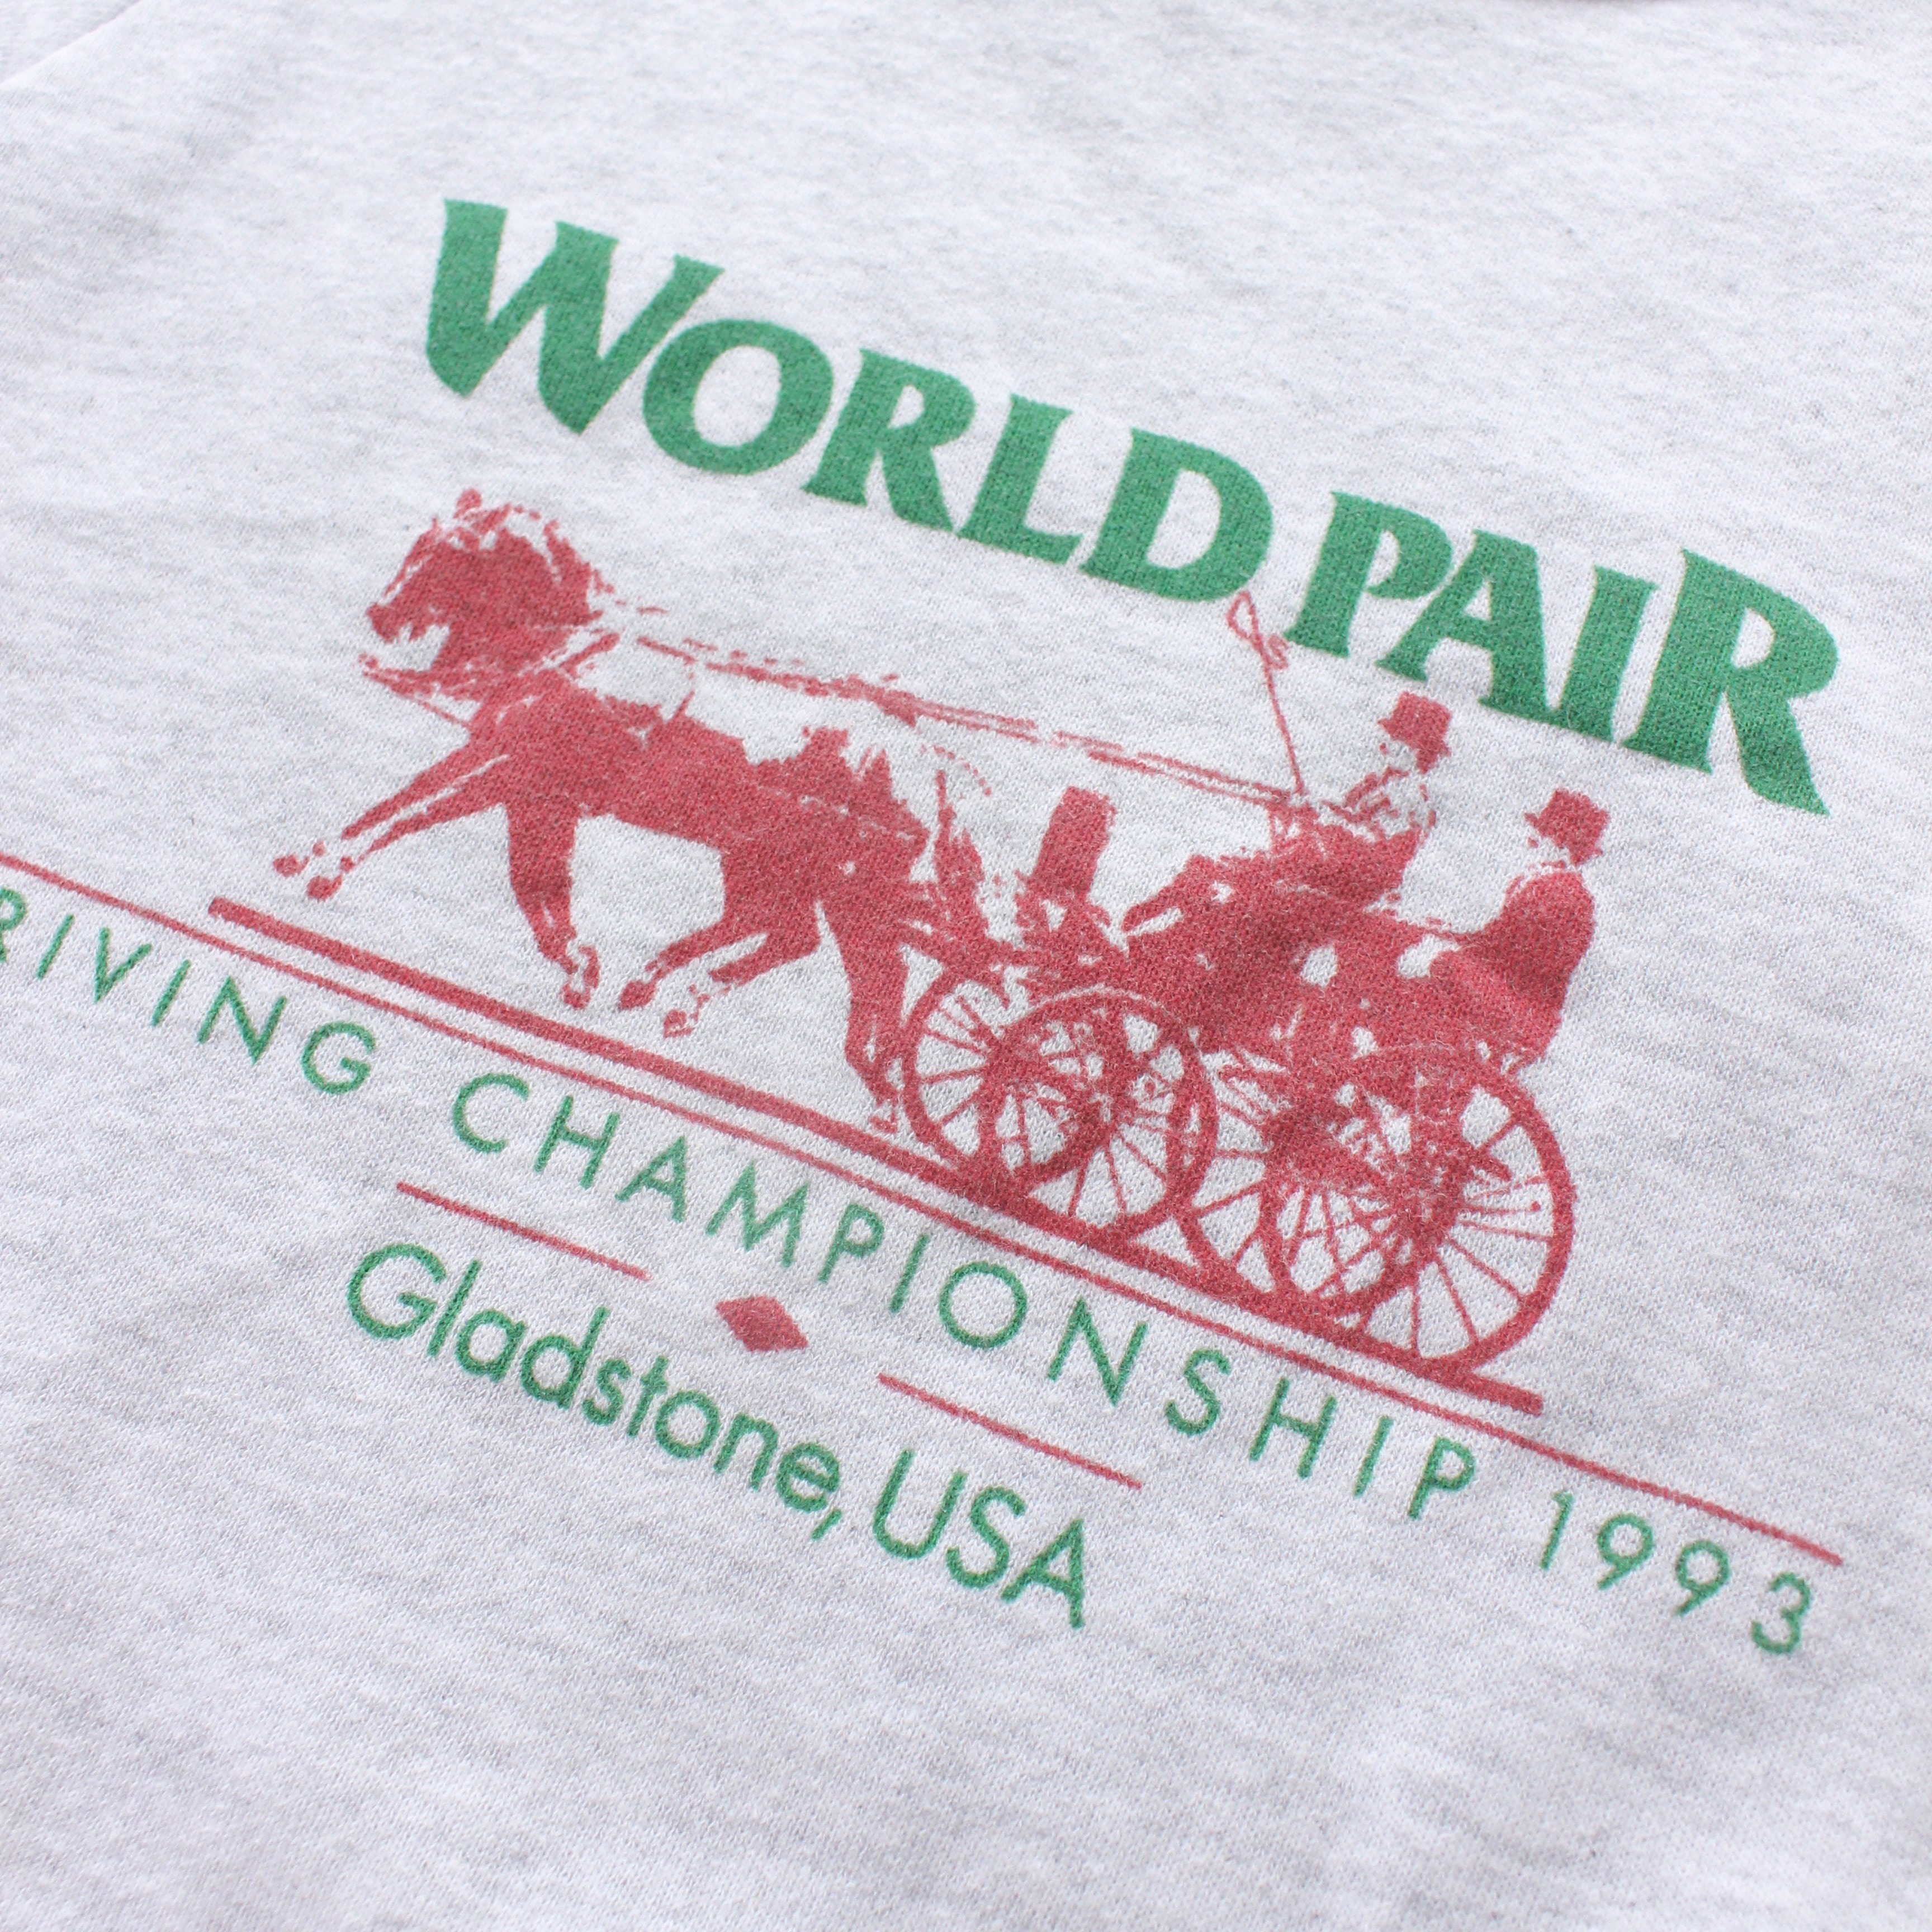 WORLD PAIR
RIVING CHAMPIONSHIP 1993
Gladstone, USA